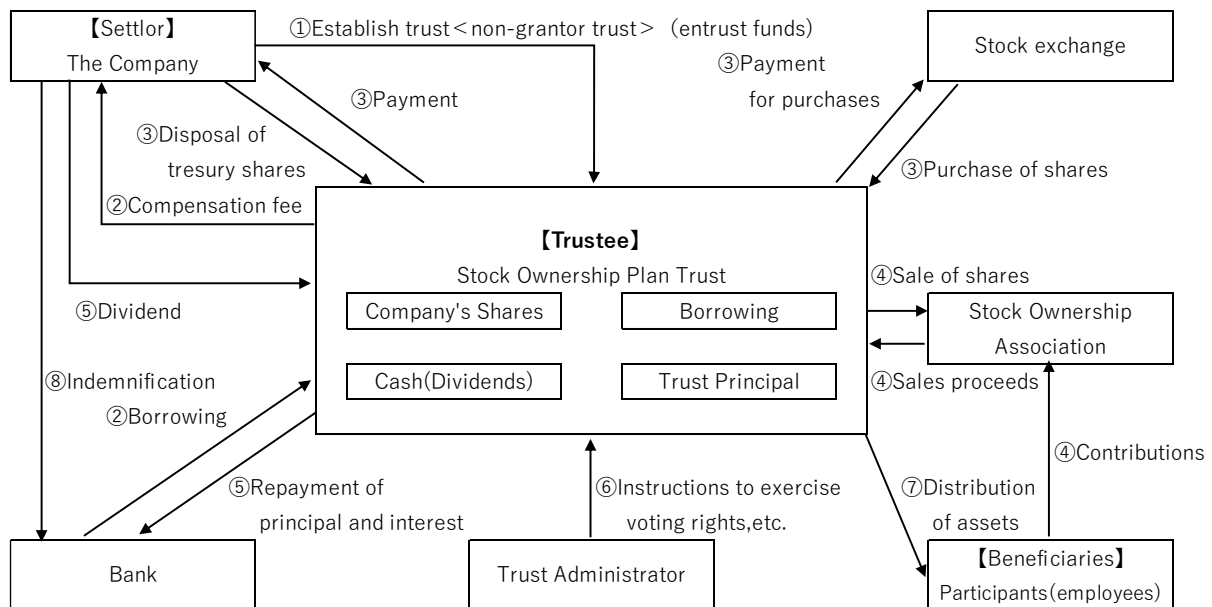 【Settlor】
The Company
①Establish trust＜non-grantor trust＞ (entrust funds)
Stock exchange
③Payment
③Payment
for purchases
③Disposal of
tresury shares
③Purchase of shares
②Compensation fee
【Trustee】
Stock Ownership Plan Trust
Company's Shares
Borrowing
Cash(Dividends)
Trust Principal
④Sale of shares
Stock Ownership
Association
④Sales proceeds
⑤Dividend
⑧Indemnification
②Borrowing
④Contributions
⑤Repayment of
principal and interest
⑥Instructions to exercise
voting rights,etc.
⑦Distribution
of assets
Bank
Trust Administrator
【Beneficiaries】
Participants(employees)